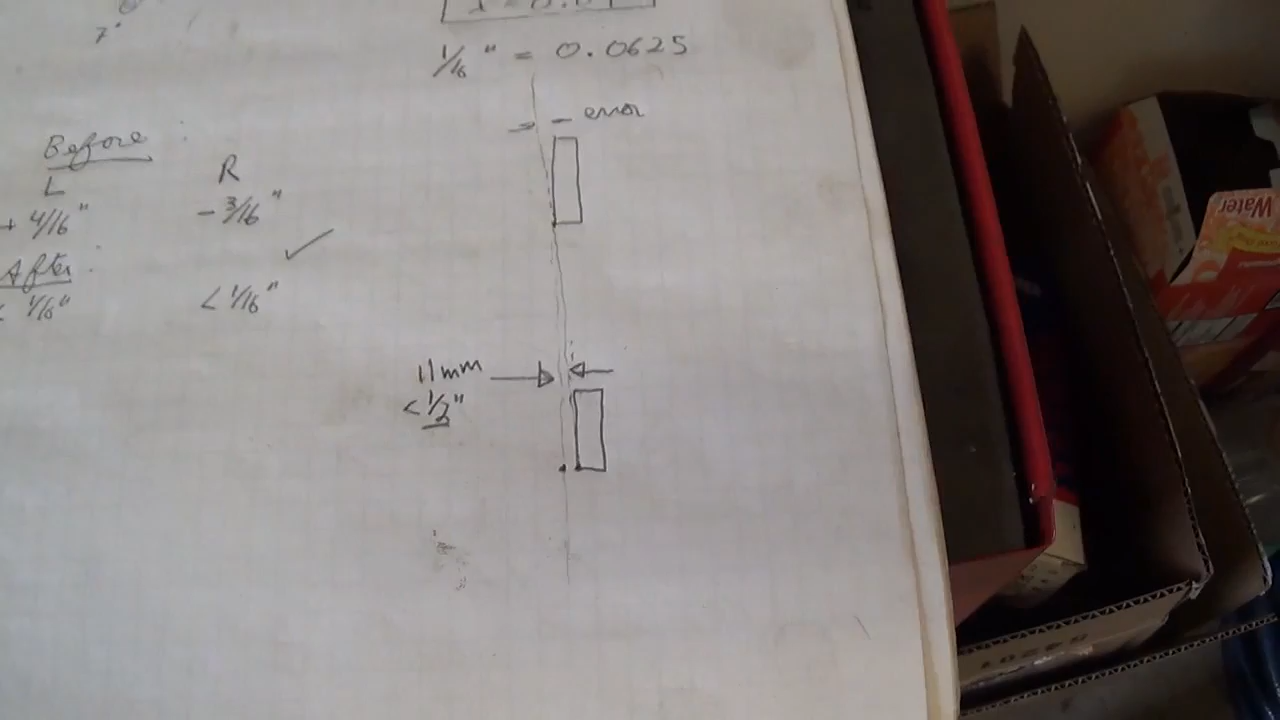 7°
1/16" = 0.0625
error
Before:
L R
+ 4/16" - 3/16"
After:
< 1/16" < 1/16"
11mm
< 1/2"
Water